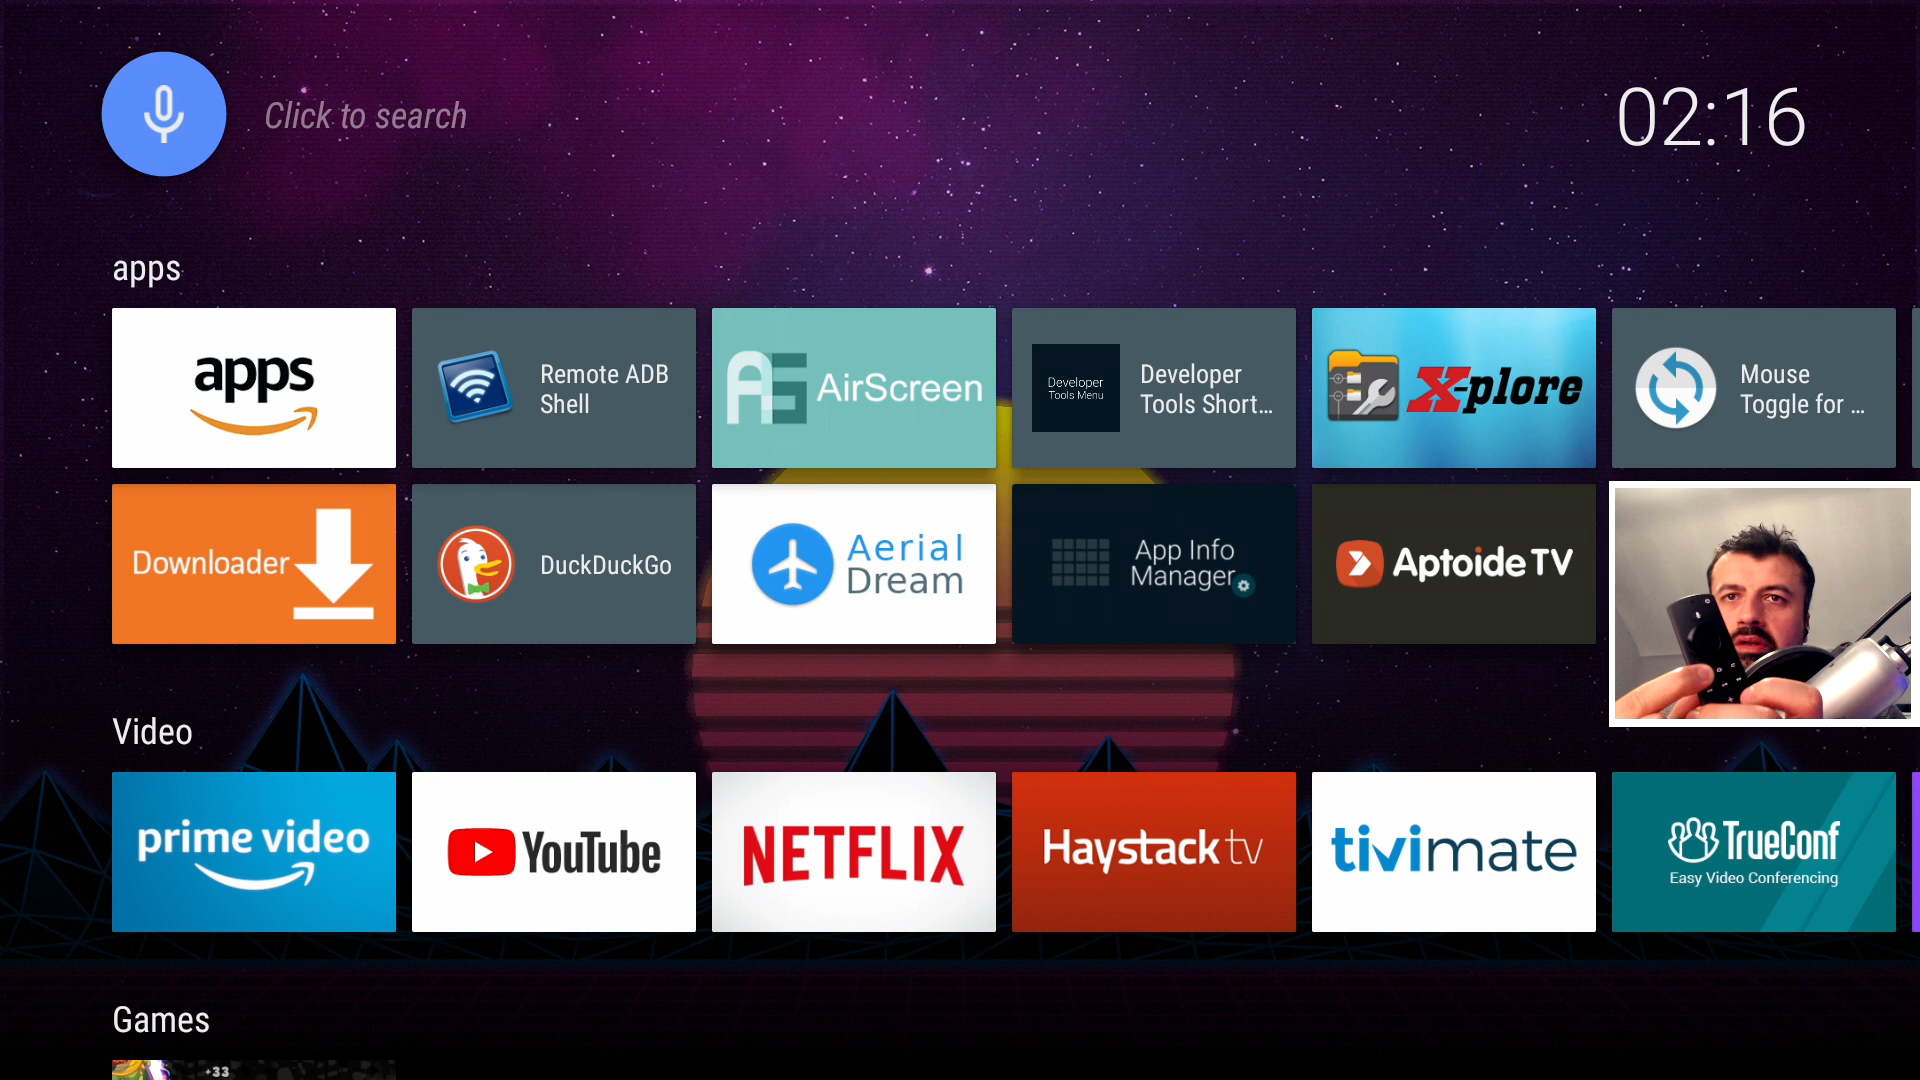 Click to search
02:16
apps
apps
Remote ADB
Shell
AS AirScreen
Developer
Tools Menu
Developer
Tools Short...
X-plore
Mouse
Toggle for ...
Downloader
DuckDuckGo
Aerial
Dream
App Info
Manager
Aptoide TV
Video
prime video
YouTube
NETFLIX
Haystack tv
tivimate
TrueConf
Easy Video Conferencing
Games
+33